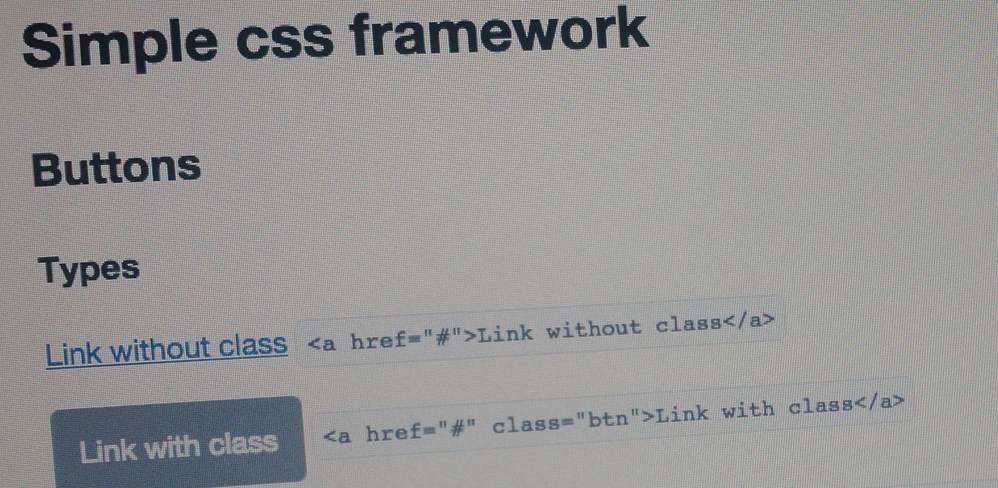 Simple css framework
Buttons
Types
Link without class <a href="#">Link without class</a>
Link with class <a href="#" class="btn">Link with class</a>